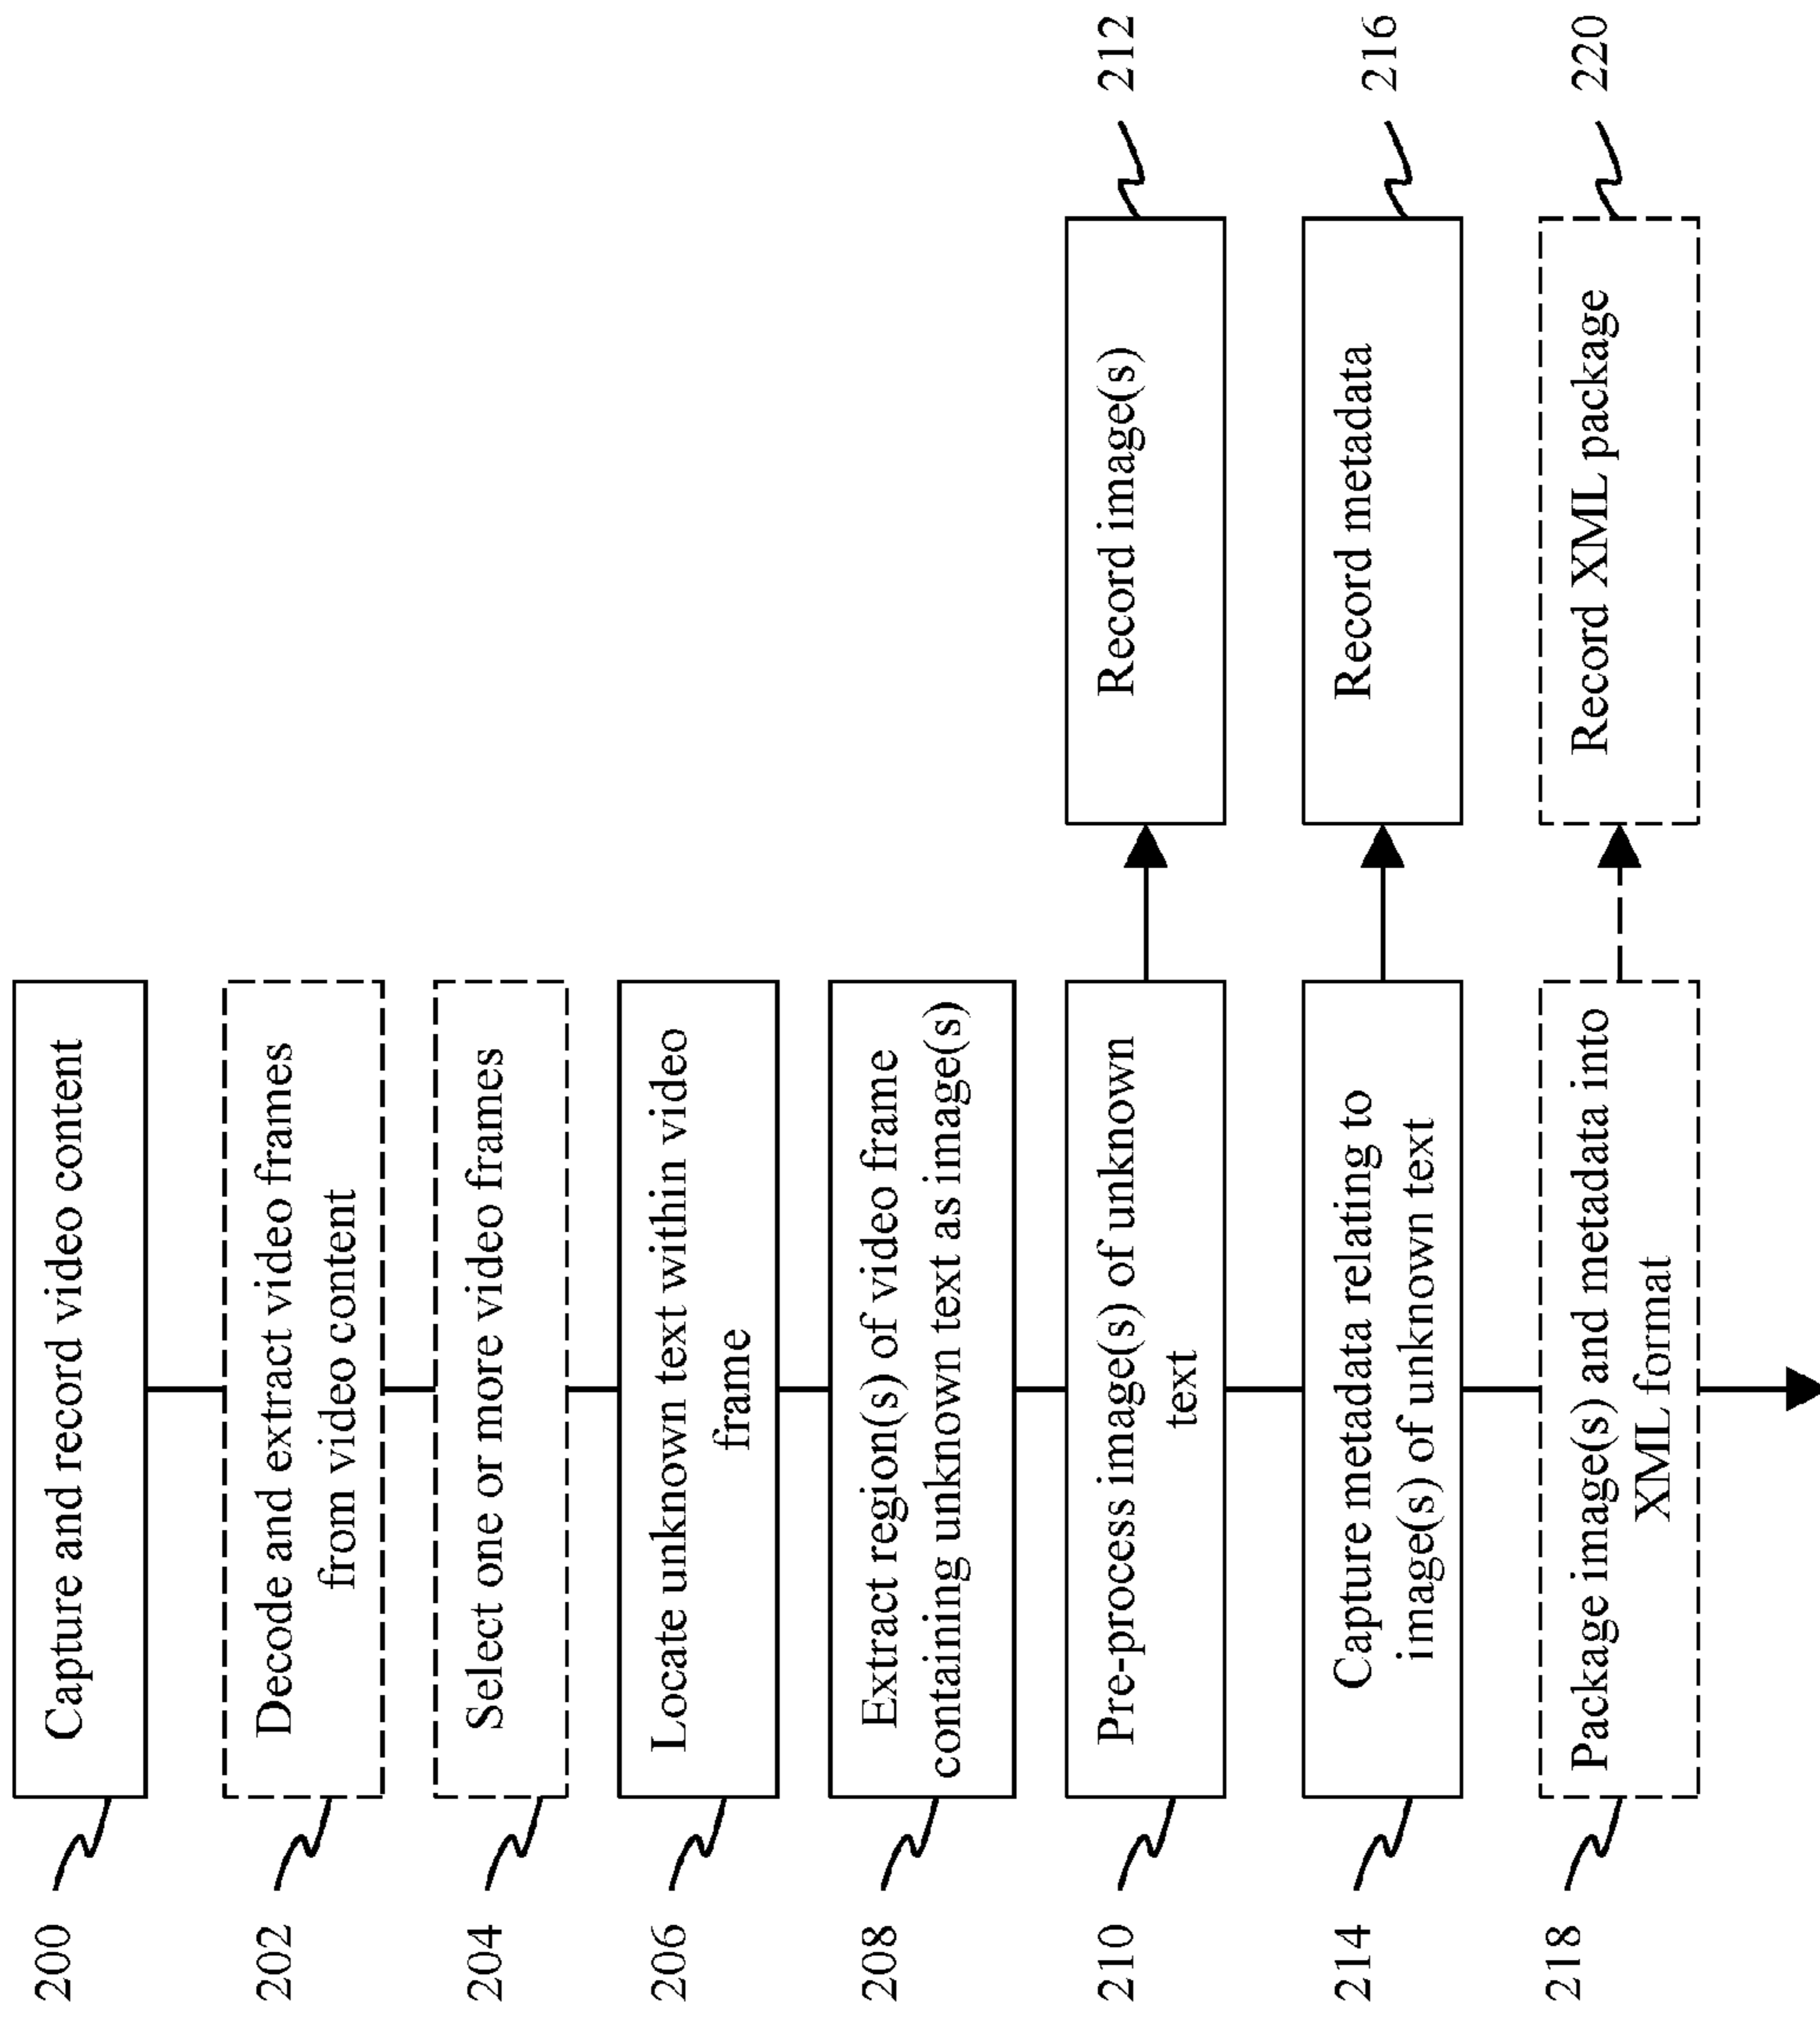 200
Capture and record video content
202
Decode and extract video frames
from video content
204
Select one or more video frames
206
Locate unknown text within video
frame
208
Extract region(s) of video frame
containing unknown text as image(s)
210
Pre-process image(s) of unknown
text
Record image(s)
212
214
Capture metadata relating to
image(s) of unknown text
Record metadata
216
218
Package image(s) and metadata into
XML format
Record XML package
220